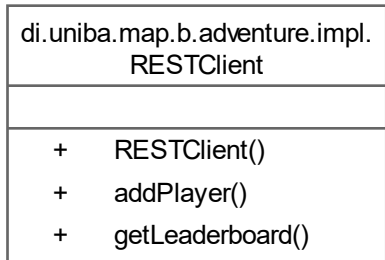 di.uniba.map.b.adventure.impl.
RESTClient
+ RESTClient()
+ addPlayer()
+ getLeaderboard()